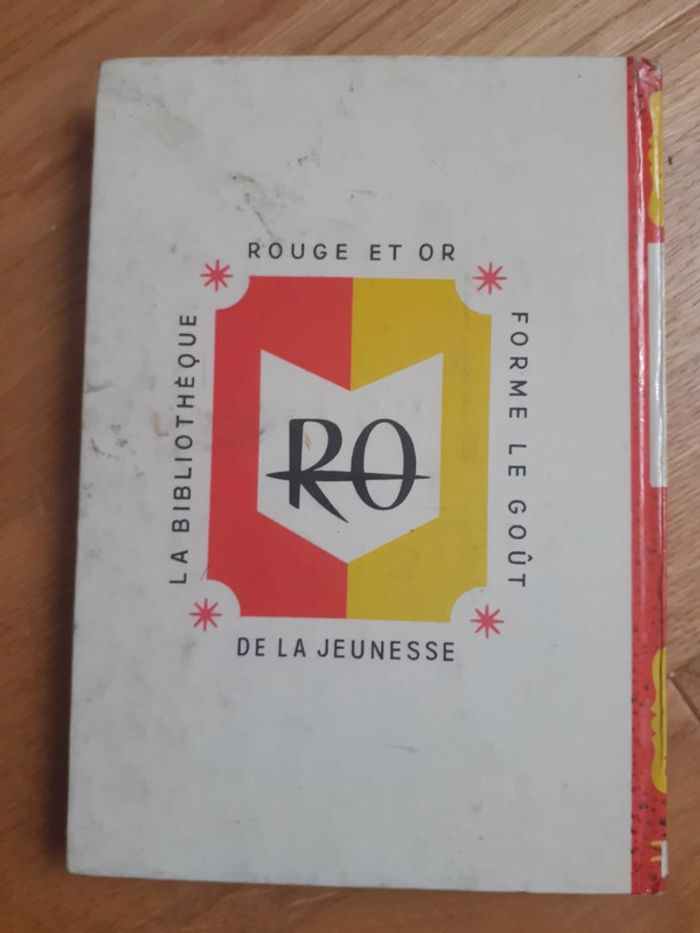 LA BIBLIOTHÈQUE
ROUGE ET OR
FORME LE GOÛT
DE LA JEUNESSE
RO